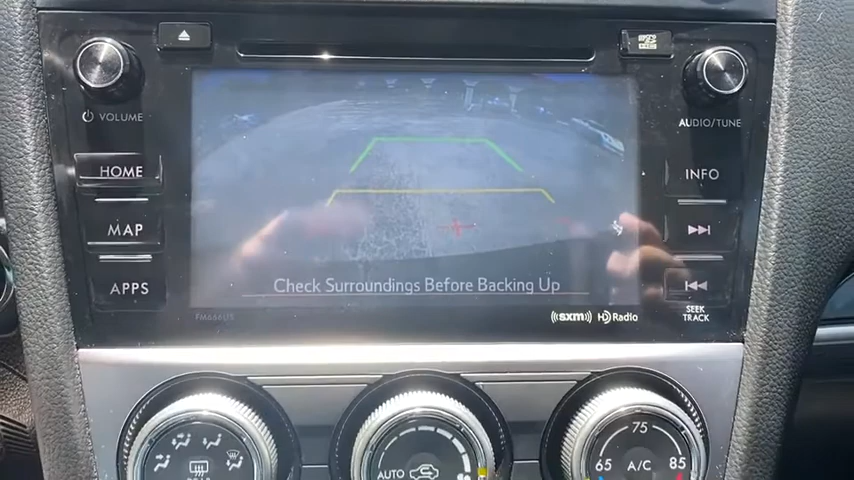 VOLUME
AUDIO/TUNE
HOME
INFO
MAP
APPS
Check Surroundings Before Backing Up
SEEK
TRACK
sxm HD Radio
75
65 A/C 85
AUTO